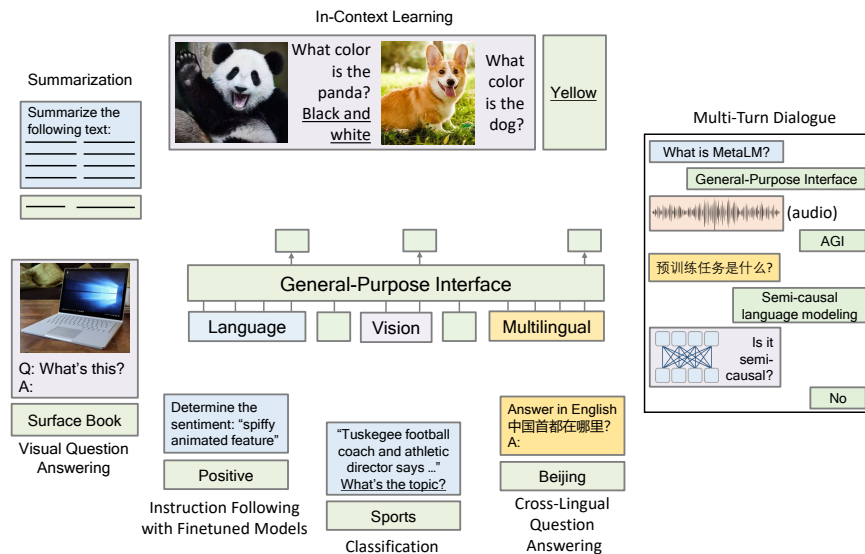 In-Context Learning
What color
is the
panda?
Black and
white
What
color
is the
dog?
Yellow
Summarization
Summarize the
following text:
Multi-Turn Dialogue
What is MetaLM?
General-Purpose Interface
(audio)
AGI
预训练任务是什么?
Semi-causal
language modeling
Is it
semi-
causal?
No
General-Purpose Interface
Language
Vision
Multilingual
Q: What's this?
A:
Surface Book
Visual Question
Answering
Determine the
sentiment: "spiffy
animated feature"
Positive
Instruction Following
with Finetuned Models
"Tuskegee football
coach and athletic
director says ..."
What's the topic?
Sports
Classification
Answer in English
中国首都在哪里?
A:
Beijing
Cross-Lingual
Question
Answering